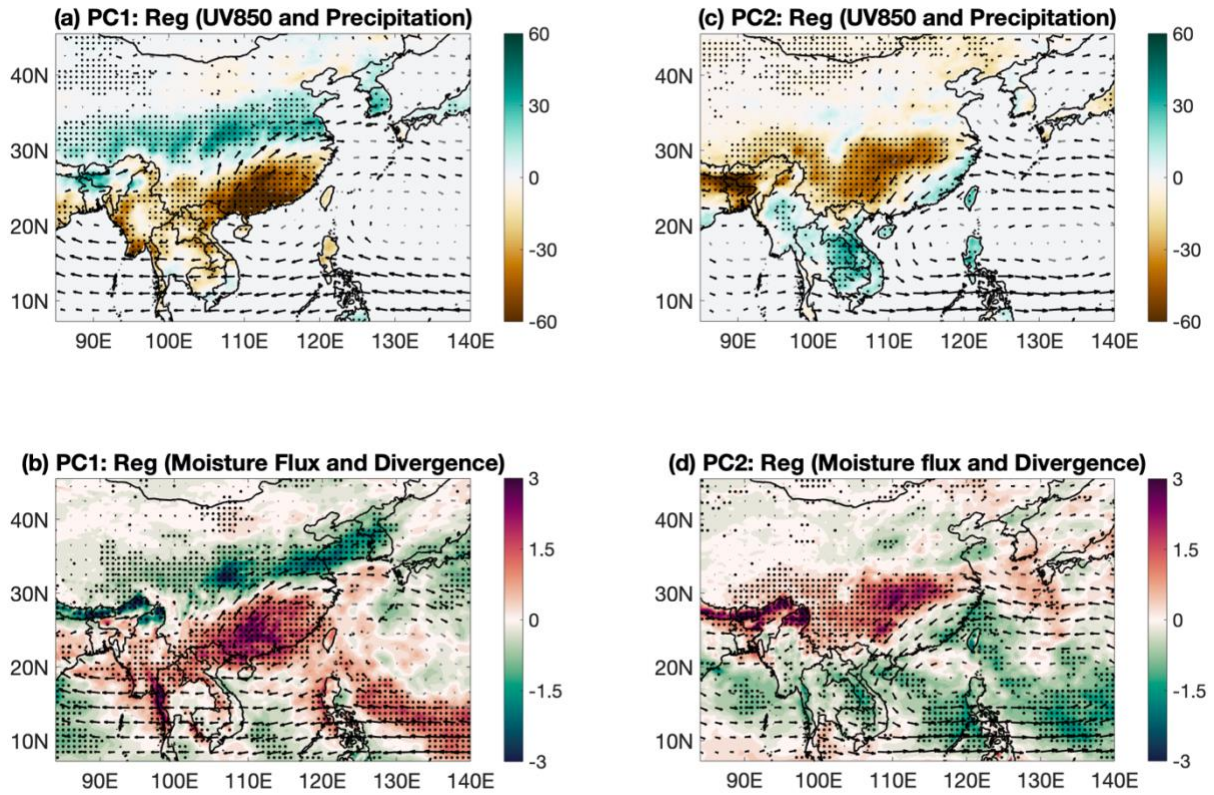 (a) PC1: Reg (UV850 and Precipitation)
60
30
0
-30
-60
40N
30N
20N
10N
90E 100E 110E 120E 130E 140E
(c) PC2: Reg (UV850 and Precipitation)
60
30
0
-30
-60
40N
30N
20N
10N
90E 100E 110E 120E 130E 140E
(b) PC1: Reg (Moisture Flux and Divergence)
3
1.5
0
-1.5
-3
40N
30N
20N
10N
90E 100E 110E 120E 130E 140E
(d) PC2: Reg (Moisture flux and Divergence)
3
1.5
0
-1.5
-3
40N
30N
20N
10N
90E 100E 110E 120E 130E 140E